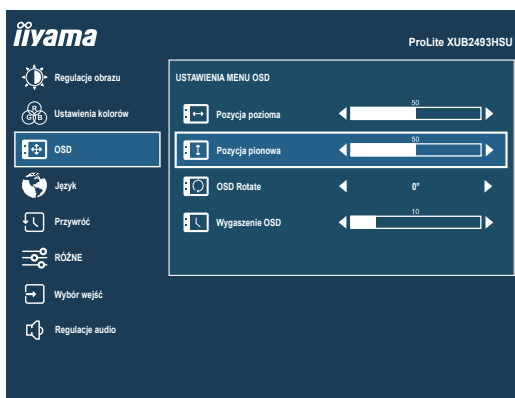 iiyama
ProLite XUB2493HSU
Regulacje obrazu
Ustawienia kolorów
R
G B
OSD
Język
Przywróć
RÓŻNE
Wybór wejść
Regulacje audio
USTAWIENIA MENU OSD
Pozycja pozioma
50
Pozycja pionowa
50
OSD Rotate
0°
Wygaszenie OSD
10